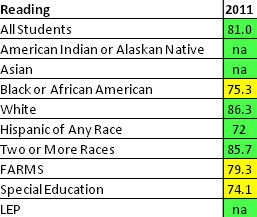 Reading 2011
All Students 81.0
American Indian or Alaskan Native na
Asian na
Black or African American 75.3
White 86.3
Hispanic of Any Race 72
Two or More Races 85.7
FARMS 79.3
Special Education 74.1
LEP na